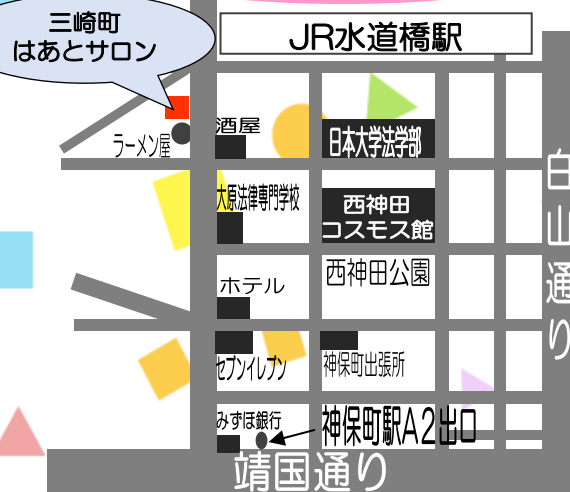 三崎町
はあとサロン
JR水道橋駅
ラーメン屋
酒屋
日本大学法学部
大原法律専門学校
西神田
コスモス館
白山通り
ホテル
西神田公園
セブンイレブン
神保町出張所
みずほ銀行
神保町駅A2出口
靖国通り